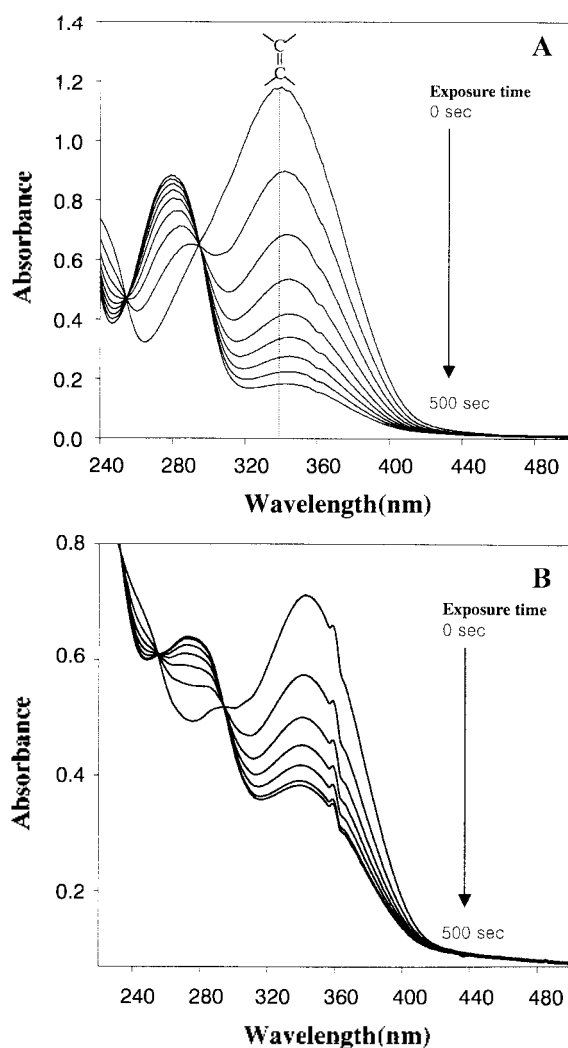 1.4
1.2
1.0
0.8
0.6
0.4
0.2
0.0
Absorbance
C
C
A
Exposure time
0 sec
500 sec
240 280 320 360 400 440 480
Wavelength(nm)
0.8
0.6
0.4
0.2
Absorbance
B
Exposure time
0 sec
500 sec
240 280 320 360 400 440 480
Wavelength(nm)